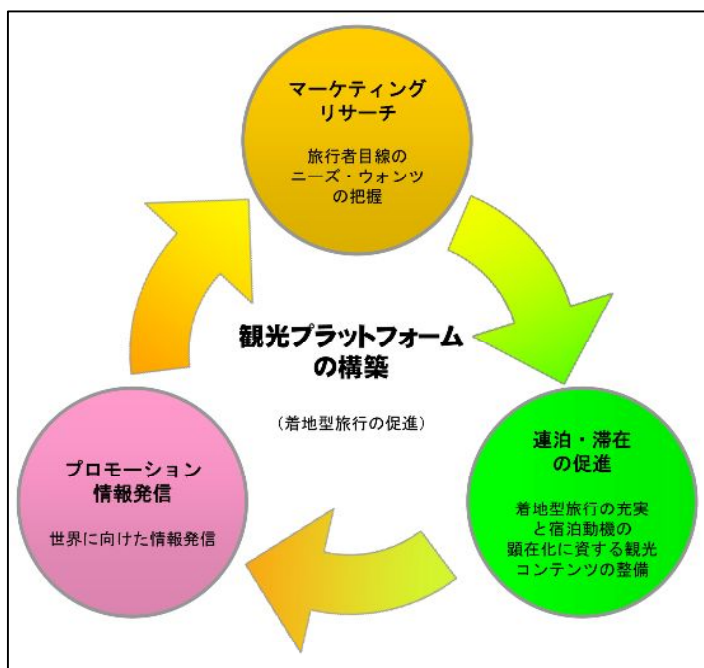 マーケティング
リサーチ
旅行者目線の
ニーズ・ウォンツ
の把握
観光プラットフォーム
の構築
(着地型旅行の促進)
連泊・滞在
の促進
着地型旅行の充実
と宿泊動機の
顕在化に資する観光
コンテンツの整備
プロモーション
情報発信
世界に向けた情報発信